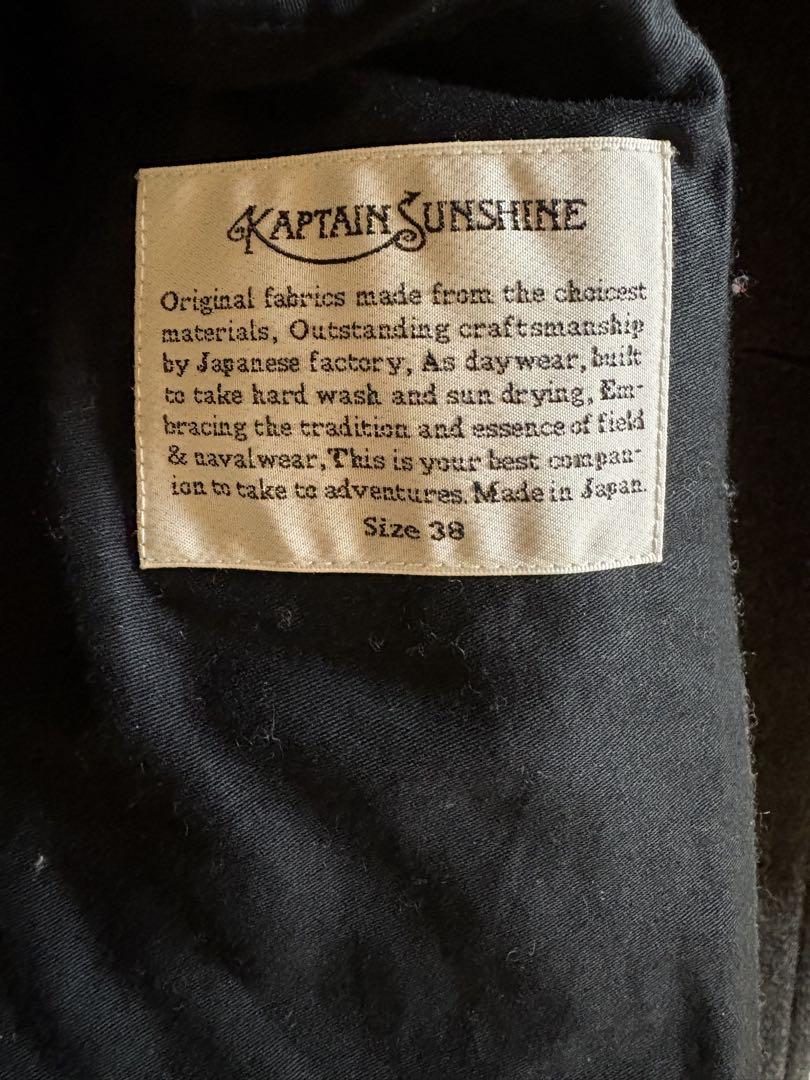 KAPTAIN SUNSHINE
Original fabrics made from the choicest
materials, Outstanding craftsmanship
by Japanese factory, As daywear, built
to take hard wash and sun drying, Em-
bracing the tradition and essence of field
& navalwear, This is your best compan-
ion to take to adventures. Made in Japan.
Size 38